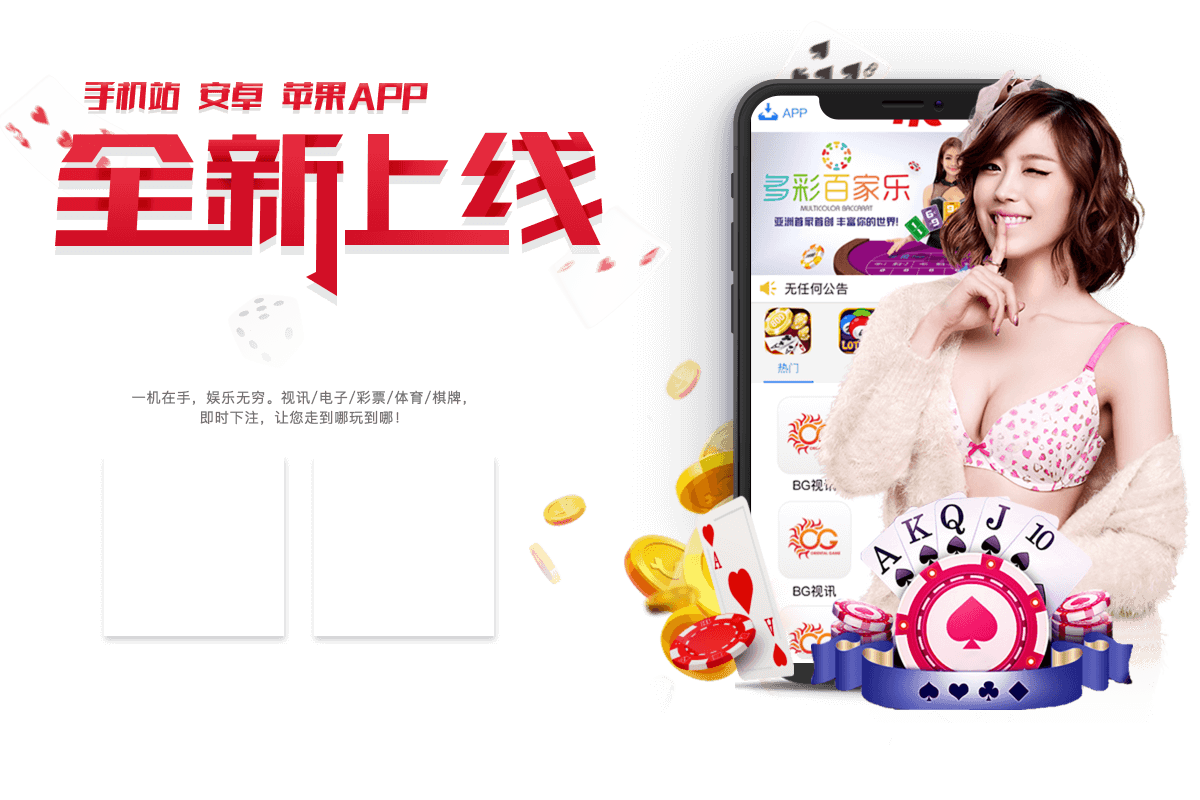 手机站 安卓 苹果APP
全新上线
一机在手，娱乐无穷。视讯/电子/彩票/体育/棋牌，
即时下注，让您走到哪玩到哪！
APP
多彩百家乐
MULTICOLOR BACCARAT
亚洲首家首创 丰富你的世界!
无任何公告
热门
BG视讯
OG
ORIENTAL GAME
BG视讯
A
K
Q
J
10
A
A